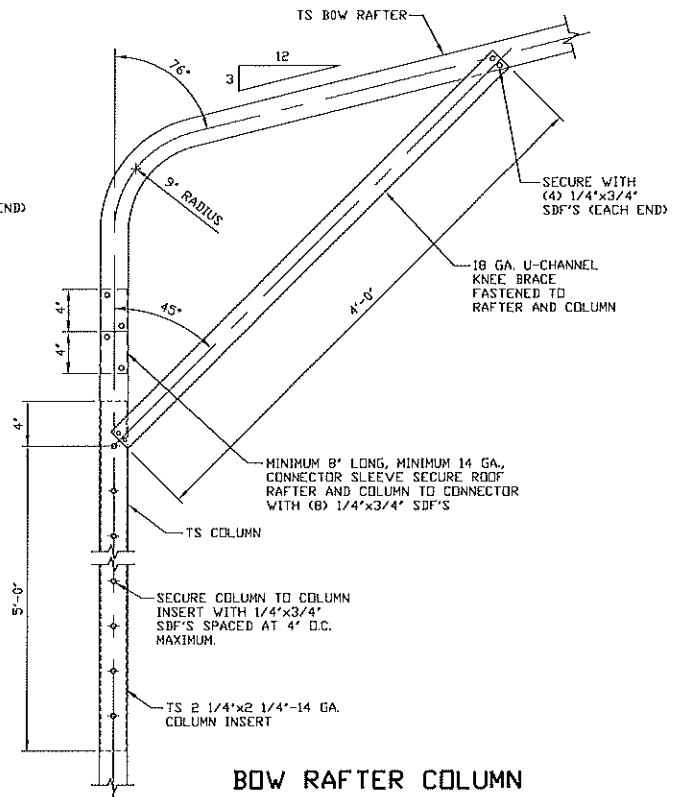 TS BOW RAFTER
12
3
76°
9" RADIUS
END)
SECURE WITH
(4) 1/4"x3/4"
SDF'S (EACH END)
18 GA. U-CHANNEL
KNEE BRACE
FASTENED TO
RAFTER AND COLUMN
4'-0"
45°
4"
4"
4"
MINIMUM 8" LONG, MINIMUM 14 GA.,
CONNECTOR SLEEVE SECURE ROOF
RAFTER AND COLUMN TO CONNECTOR
WITH (8) 1/4"x3/4" SDF'S
TS COLUMN
5'-0"
SECURE COLUMN TO COLUMN
INSERT WITH 1/4"x3/4"
SDF'S SPACED AT 4" O.C.
MAXIMUM.
TS 2 1/4"x2 1/4"-14 GA.
COLUMN INSERT
BOW RAFTER COLUMN